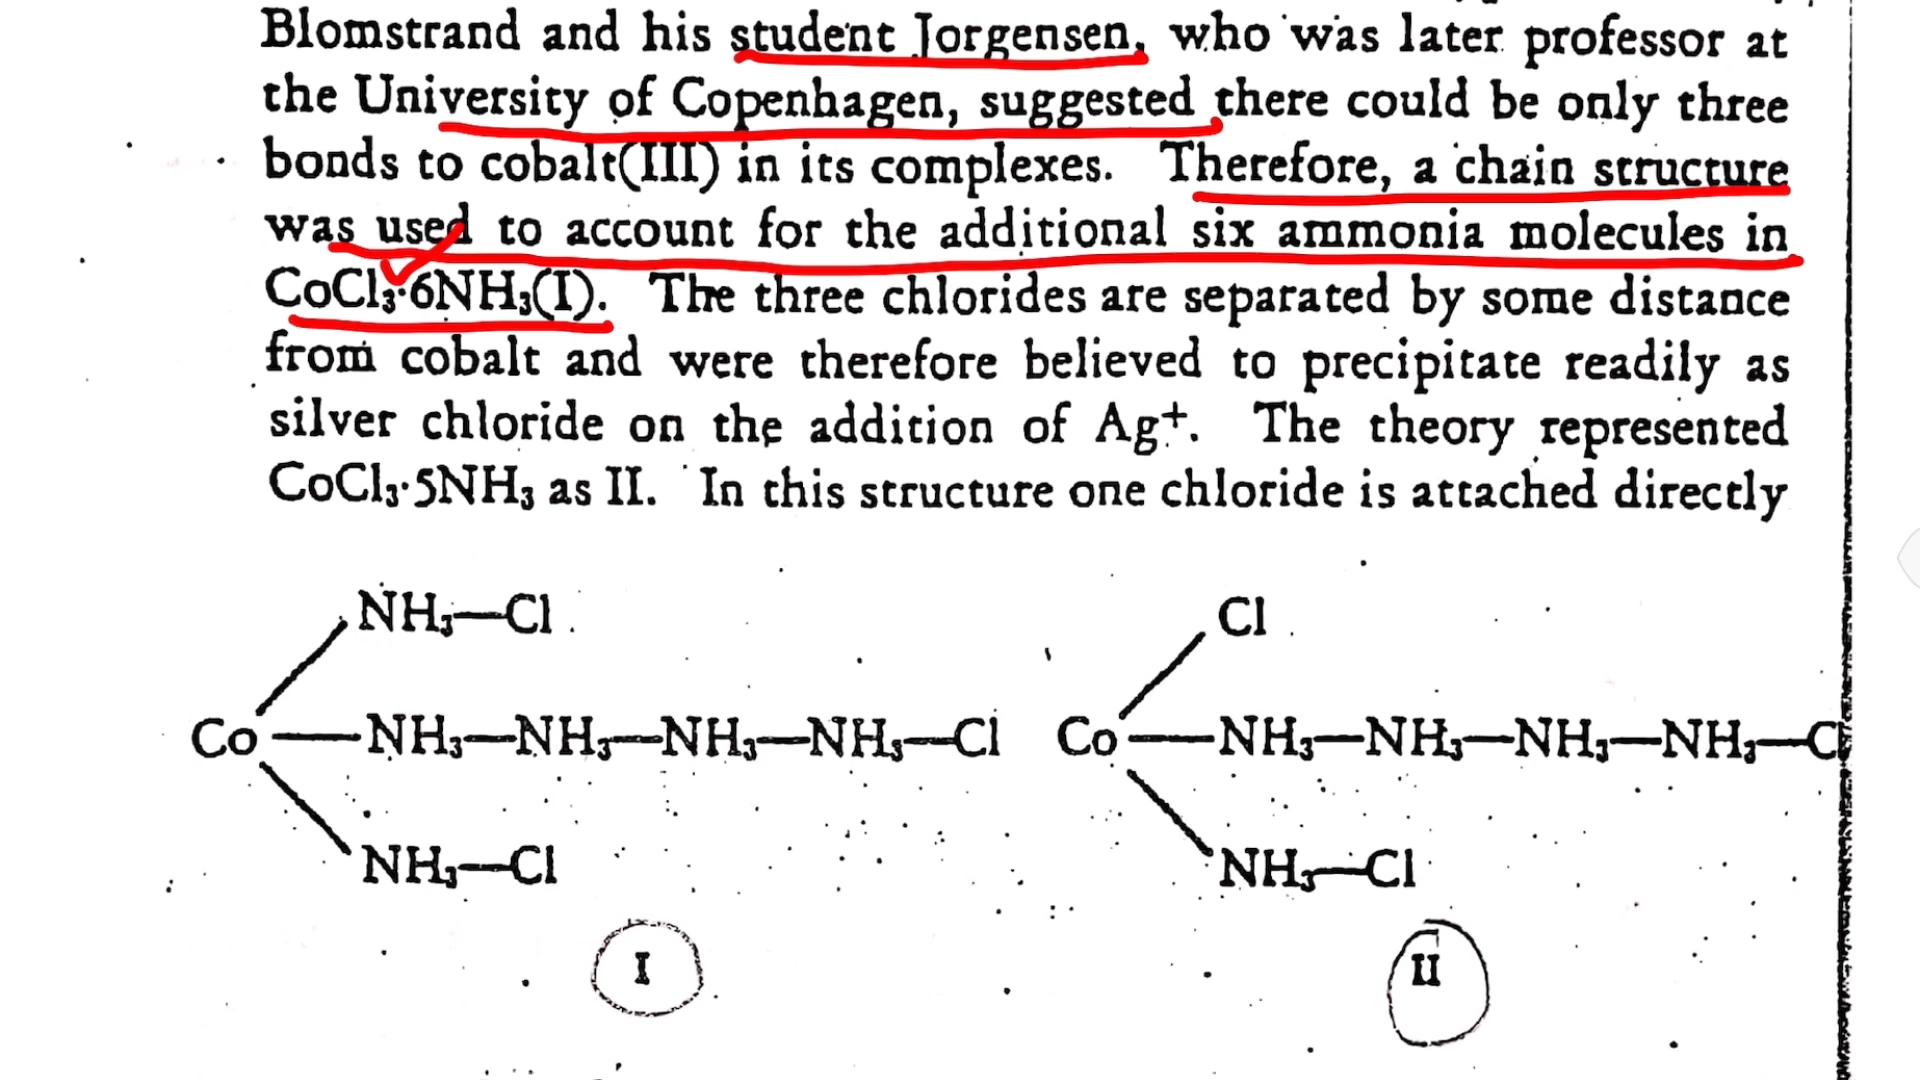 Blomstrand and his student Jorgensen, who was later professor at
the University of Copenhagen, suggested there could be only three
bonds to cobalt(III) in its complexes. Therefore, a chain structure
was used to account for the additional six ammonia molecules in
CoCl₃·6NH₃(I). The three chlorides are separated by some distance
from cobalt and were therefore believed to precipitate readily as
silver chloride on the addition of Ag⁺. The theory represented
CoCl₃·5NH₃ as II. In this structure one chloride is attached directly
NH₃—Cl
Co—NH₃—NH₃—NH₃—NH₃—Cl
NH₃—Cl
I
Cl
Co—NH₃—NH₃—NH₃—NH₃—Cl
NH₃—Cl
II